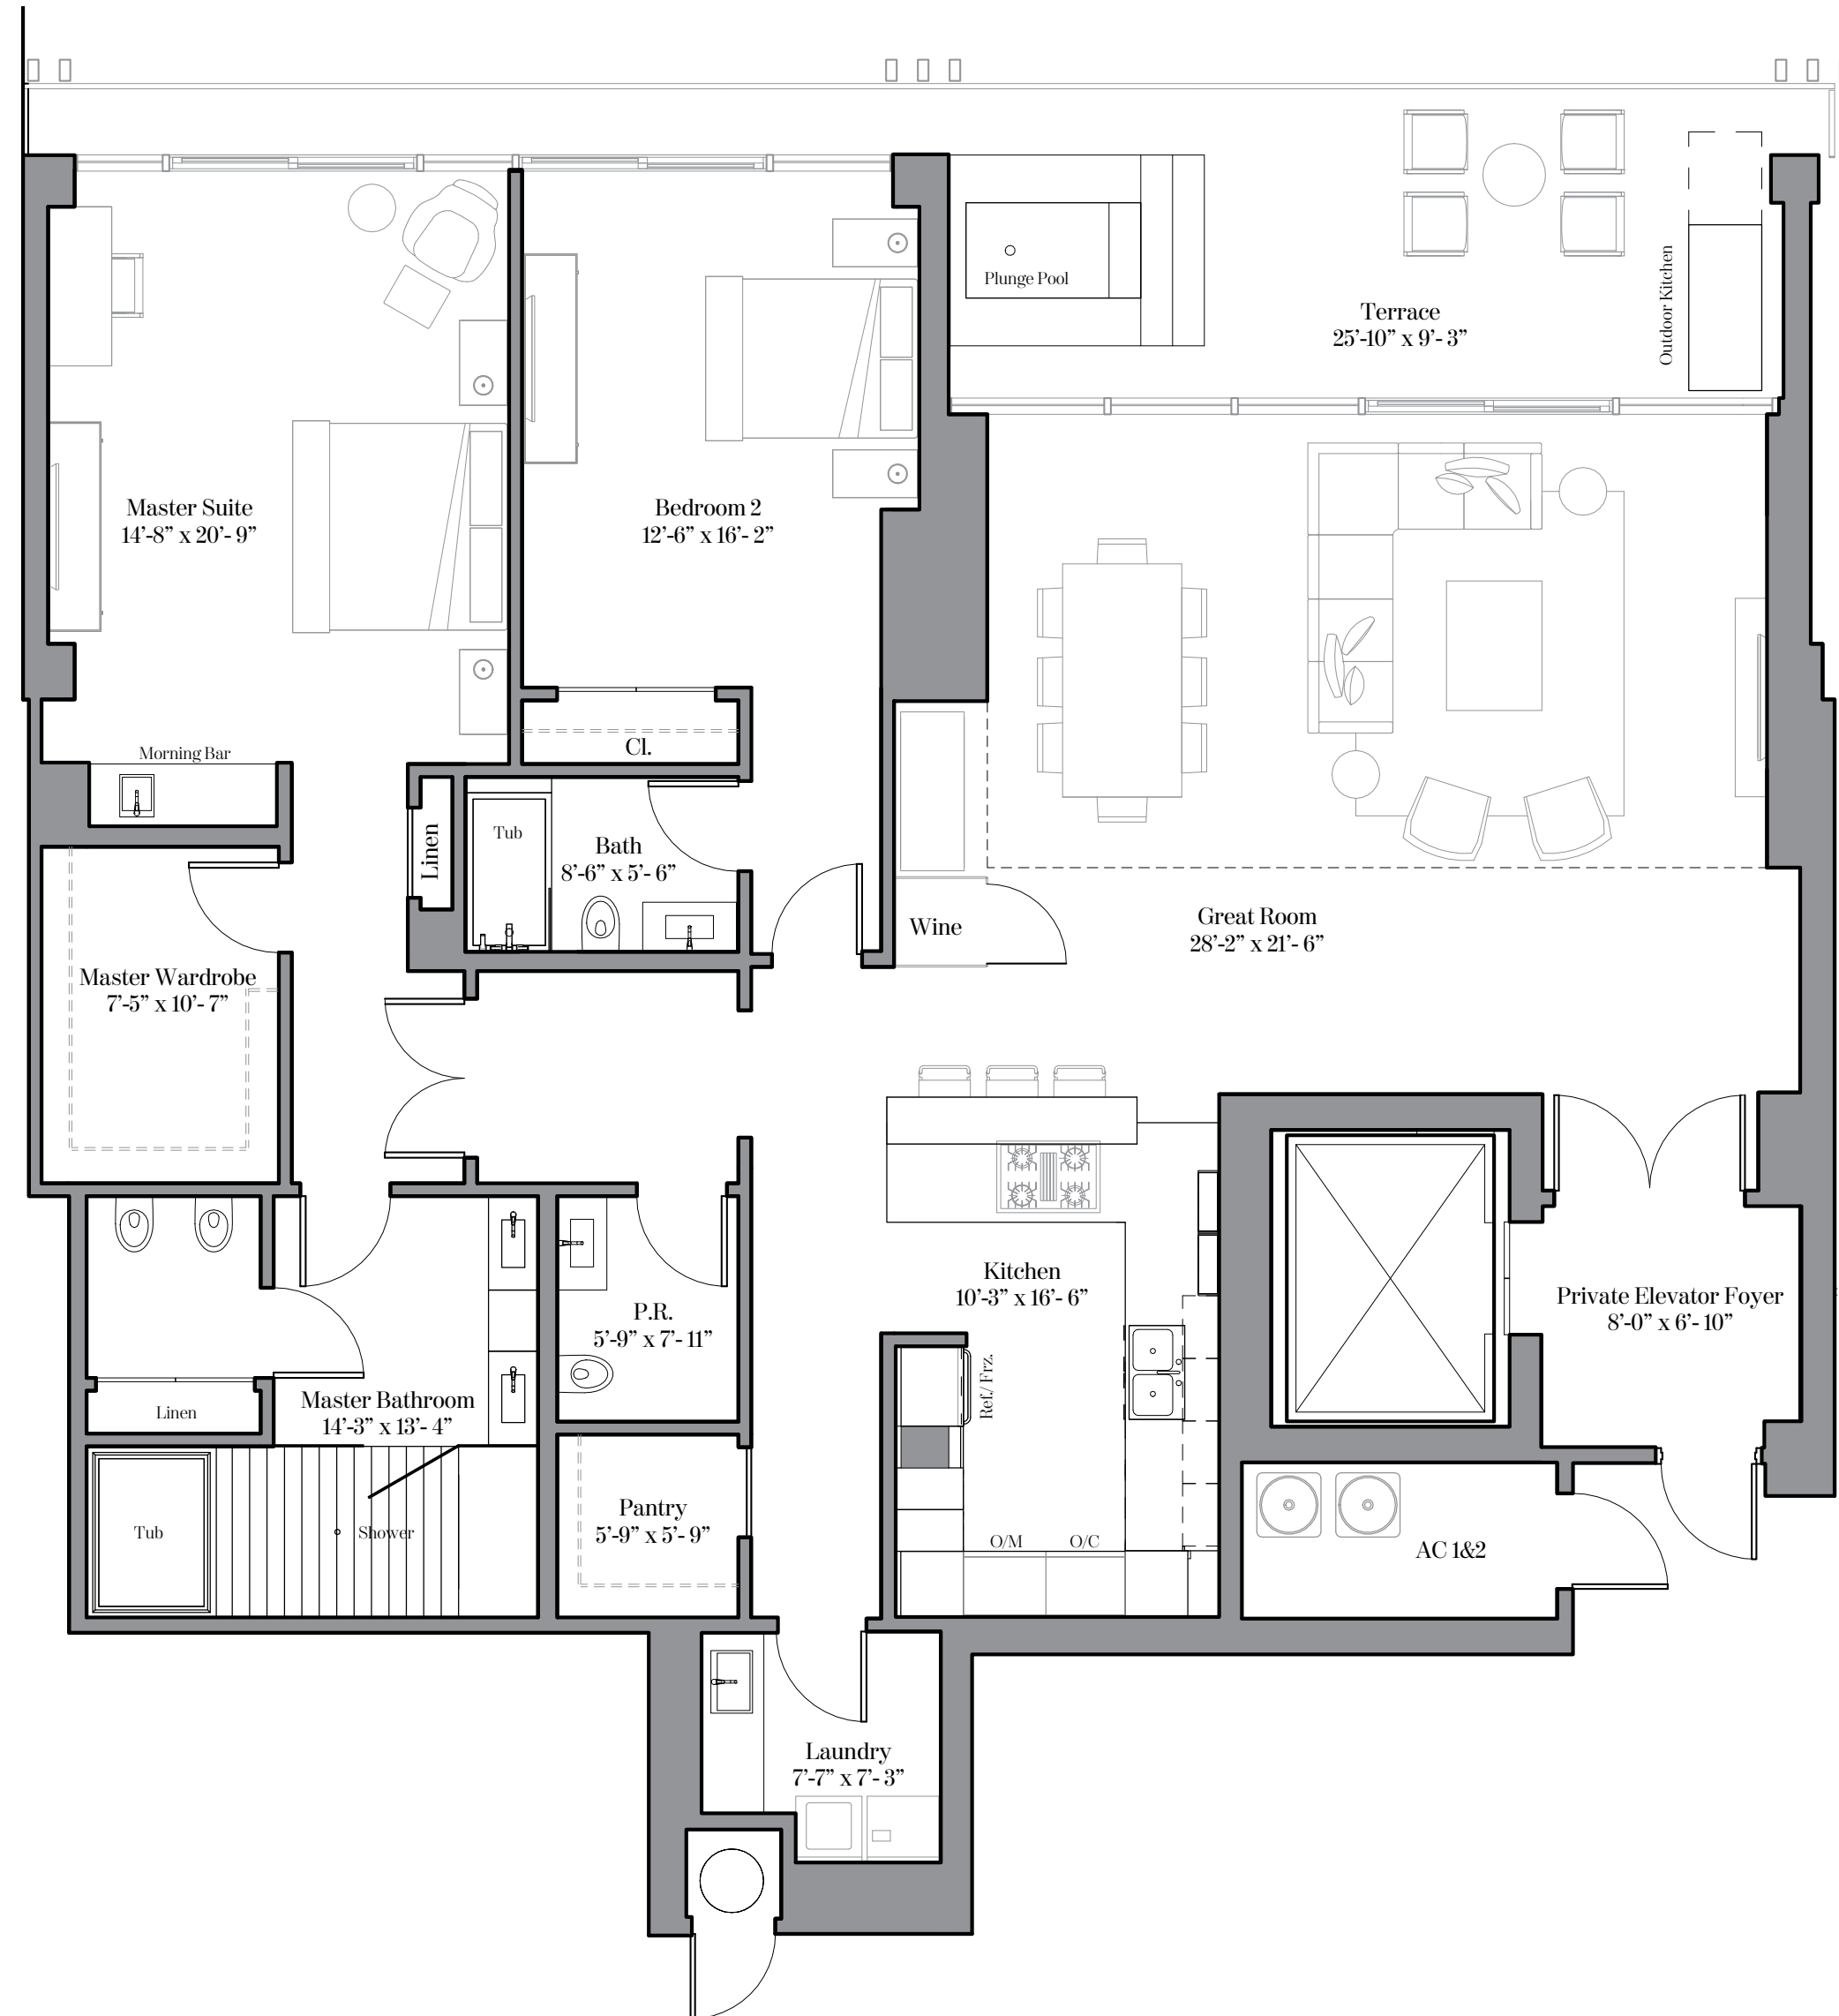 Plunge Pool
Terrace
25’-10” x 9’- 3”
Outdoor Kitchen
Master Suite
14’-8” x 20’- 9”
Bedroom 2
12’-6” x 16’- 2”
Morning Bar
Cl.
Linen
Tub
Bath
8’-6” x 5’- 6”
Wine
Great Room
28’-2” x 21’- 6”
Master Wardrobe
7’-5” x 10’- 7”
Kitchen
10’-3” x 16’- 6”
Private Elevator Foyer
8’-0” x 6’- 10”
P.R.
5’-9” x 7’- 11”
Ref./ Frz.
Linen
Master Bathroom
14’-3” x 13’- 4”
Tub
Shower
Pantry
5’-9” x 5’- 9”
O/M
O/C
AC 1&2
Laundry
7’-7” x 7’- 3”